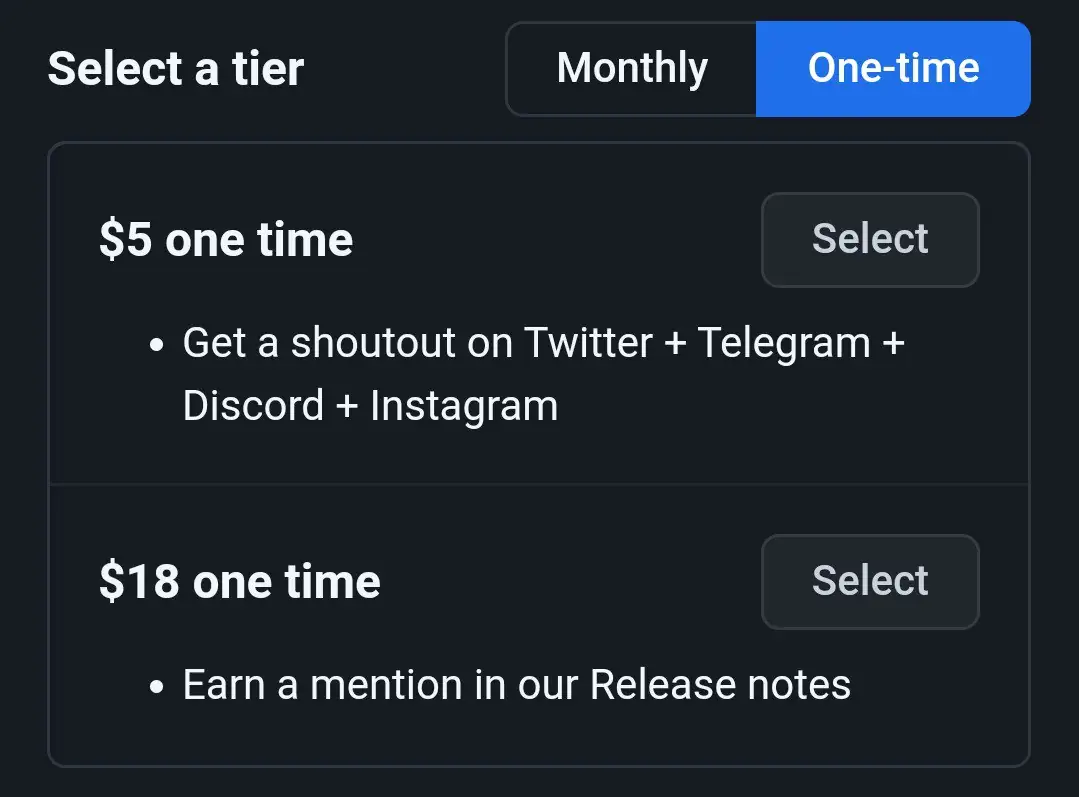 Select a tier
Monthly
One-time
$5 one time
Select
• Get a shoutout on Twitter + Telegram +
Discord + Instagram
$18 one time
Select
• Earn a mention in our Release notes